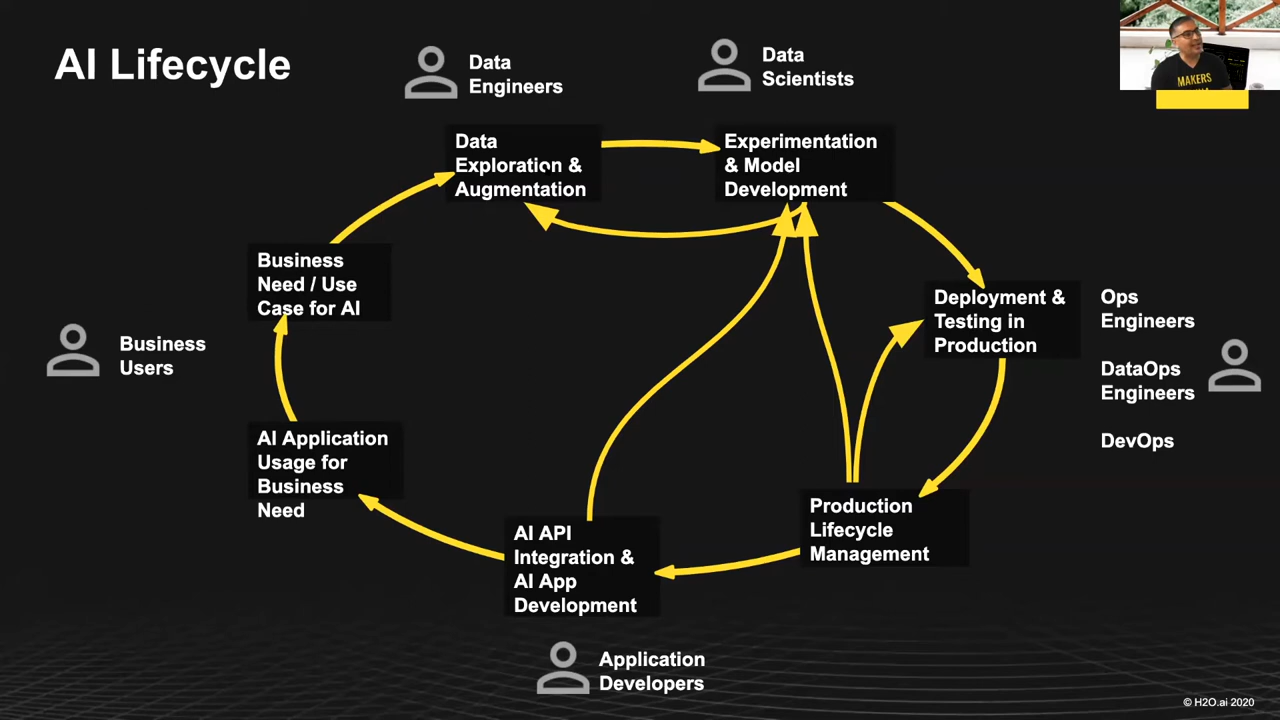 AI Lifecycle
Data
Engineers
Data
Scientists
MAKERS
Data
Exploration &
Augmentation
Experimentation
& Model
Development
Business
Need / Use
Case for AI
Deployment &
Testing in
Production
Ops
Engineers
DataOps
Engineers
DevOps
Business
Users
AI Application
Usage for
Business
Need
Production
Lifecycle
Management
AI API
Integration &
AI App
Development
Application
Developers
© H2O.ai 2020